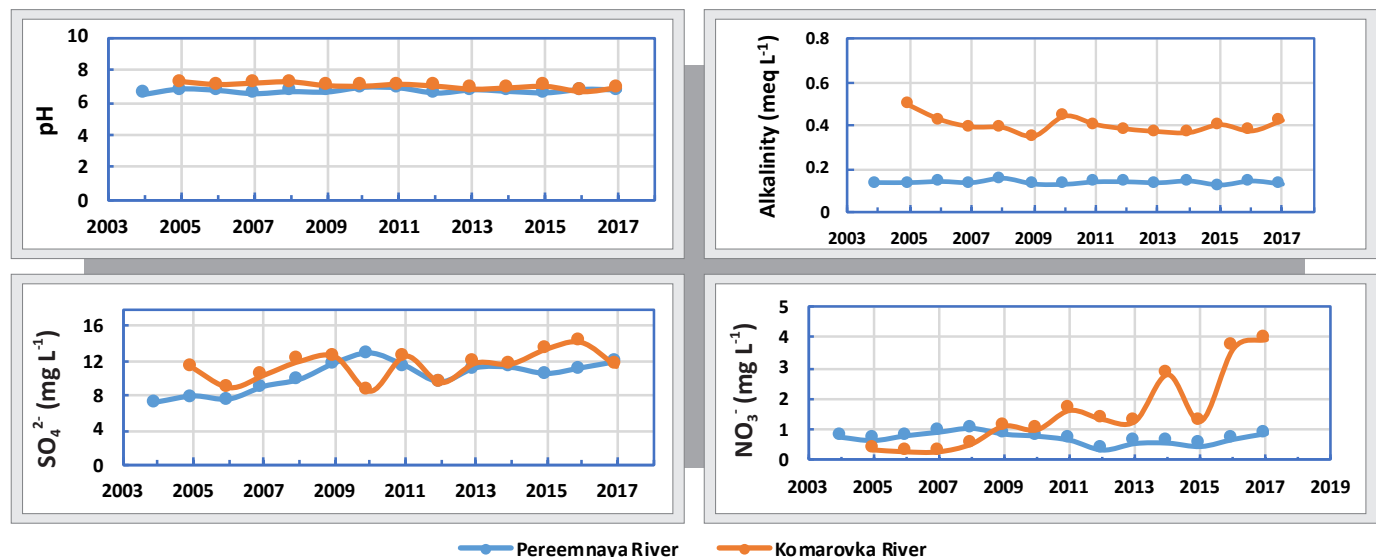 pH
10
8
6
4
2
0
2003 2005 2007 2009 2011 2013 2015 2017
Alkalinity (meq L⁻¹)
0.8
0.6
0.4
0.2
0
2003 2005 2007 2009 2011 2013 2015 2017
SO₄²⁻ (mg L⁻¹)
16
12
8
4
0
2003 2005 2007 2009 2011 2013 2015 2017
NO₃⁻ (mg L⁻¹)
5
4
3
2
1
0
2003 2005 2007 2009 2011 2013 2015 2017 2019
Pereemnaya River Komarovka River